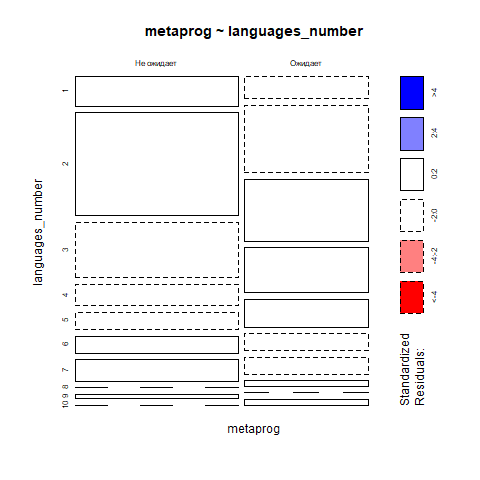 metaprog ~ languages_number
Не ожидает
Ожидает
languages_number
1
2
3
4
5
6
7
8
9
10
metaprog
>4
2:4
0:2
-2:0
-4:-2
<-4
Standardized
Residuals: